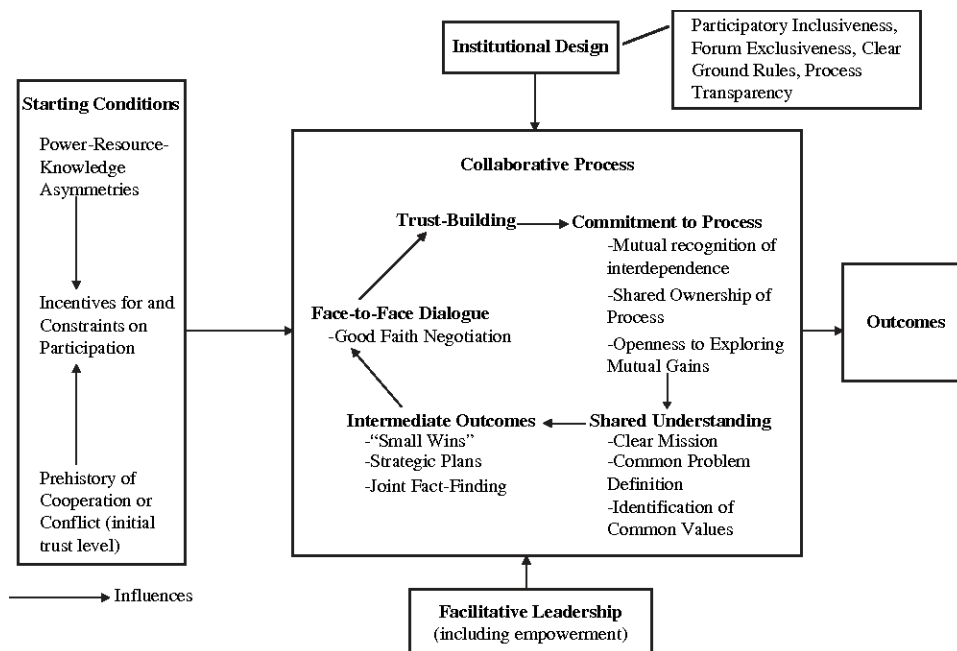 Institutional Design
Participatory Inclusiveness,
Forum Exclusiveness, Clear
Ground Rules, Process
Transparency
Starting Conditions
Power-Resource-
Knowledge
Asymmetries
Incentives for and
Constraints on
Participation
Prehistory of
Cooperation or
Conflict (initial
trust level)
Influences
Collaborative Process
Trust-Building
Commitment to Process
-Mutual recognition of
interdependence
-Shared Ownership of
Process
-Openness to Exploring
Mutual Gains
Face-to-Face Dialogue
-Good Faith Negotiation
Intermediate Outcomes
-“Small Wins”
-Strategic Plans
-Joint Fact-Finding
Shared Understanding
-Clear Mission
-Common Problem
Definition
-Identification of
Common Values
Outcomes
Facilitative Leadership
(including empowerment)